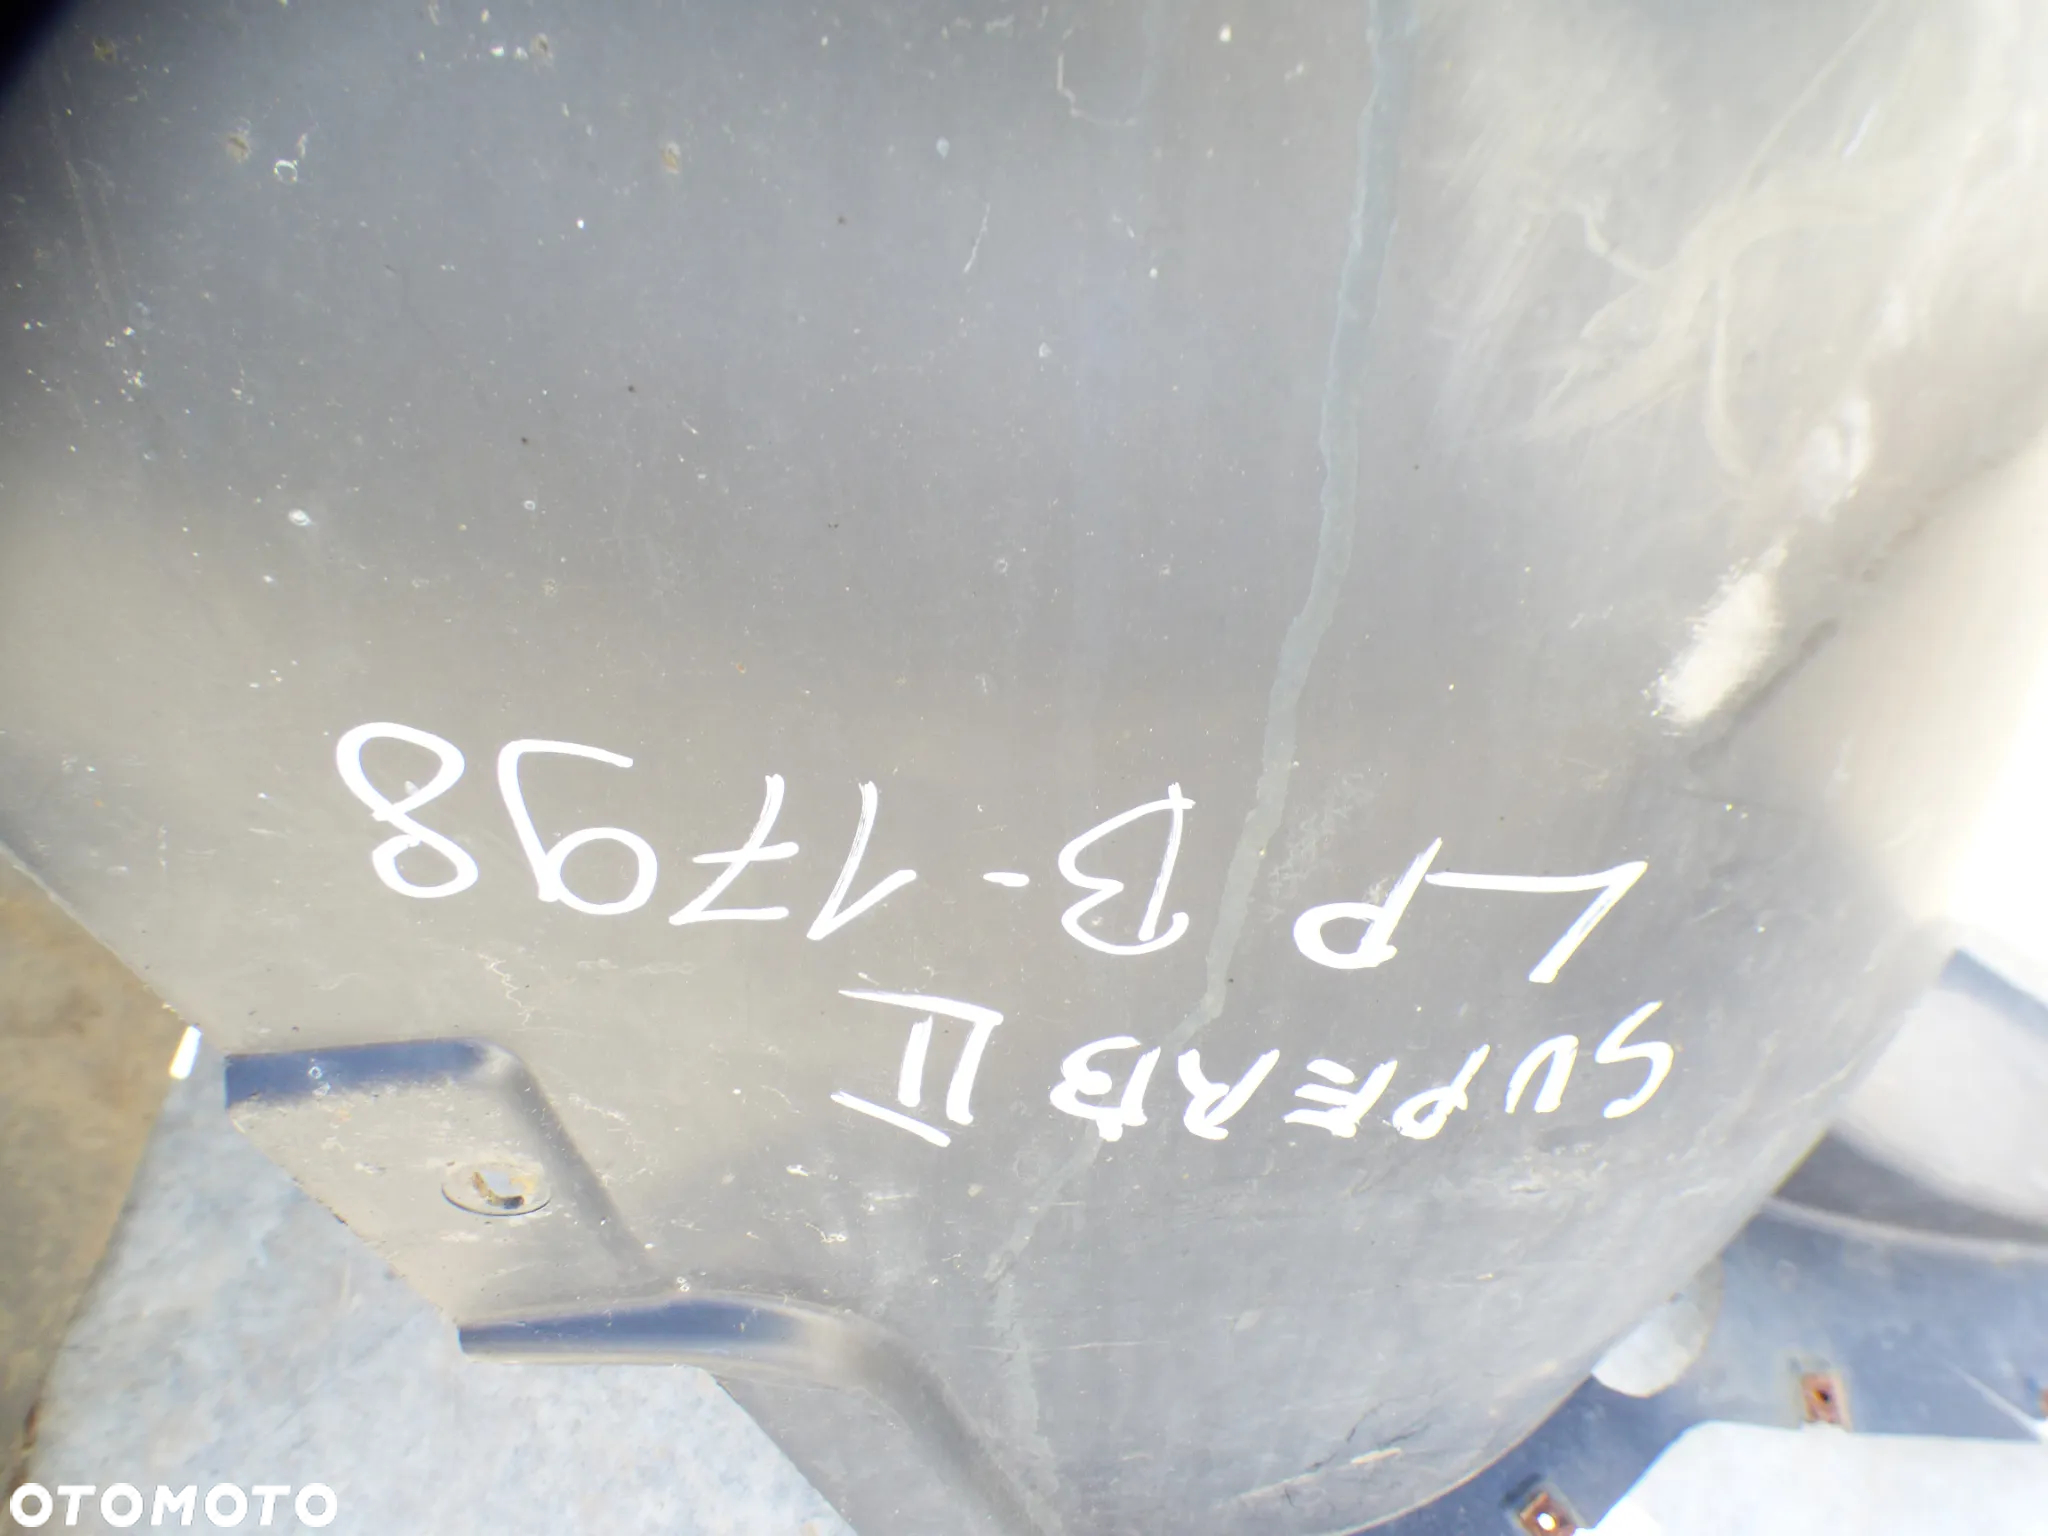 SUPERB II
LP B-1798
OTOMOTO